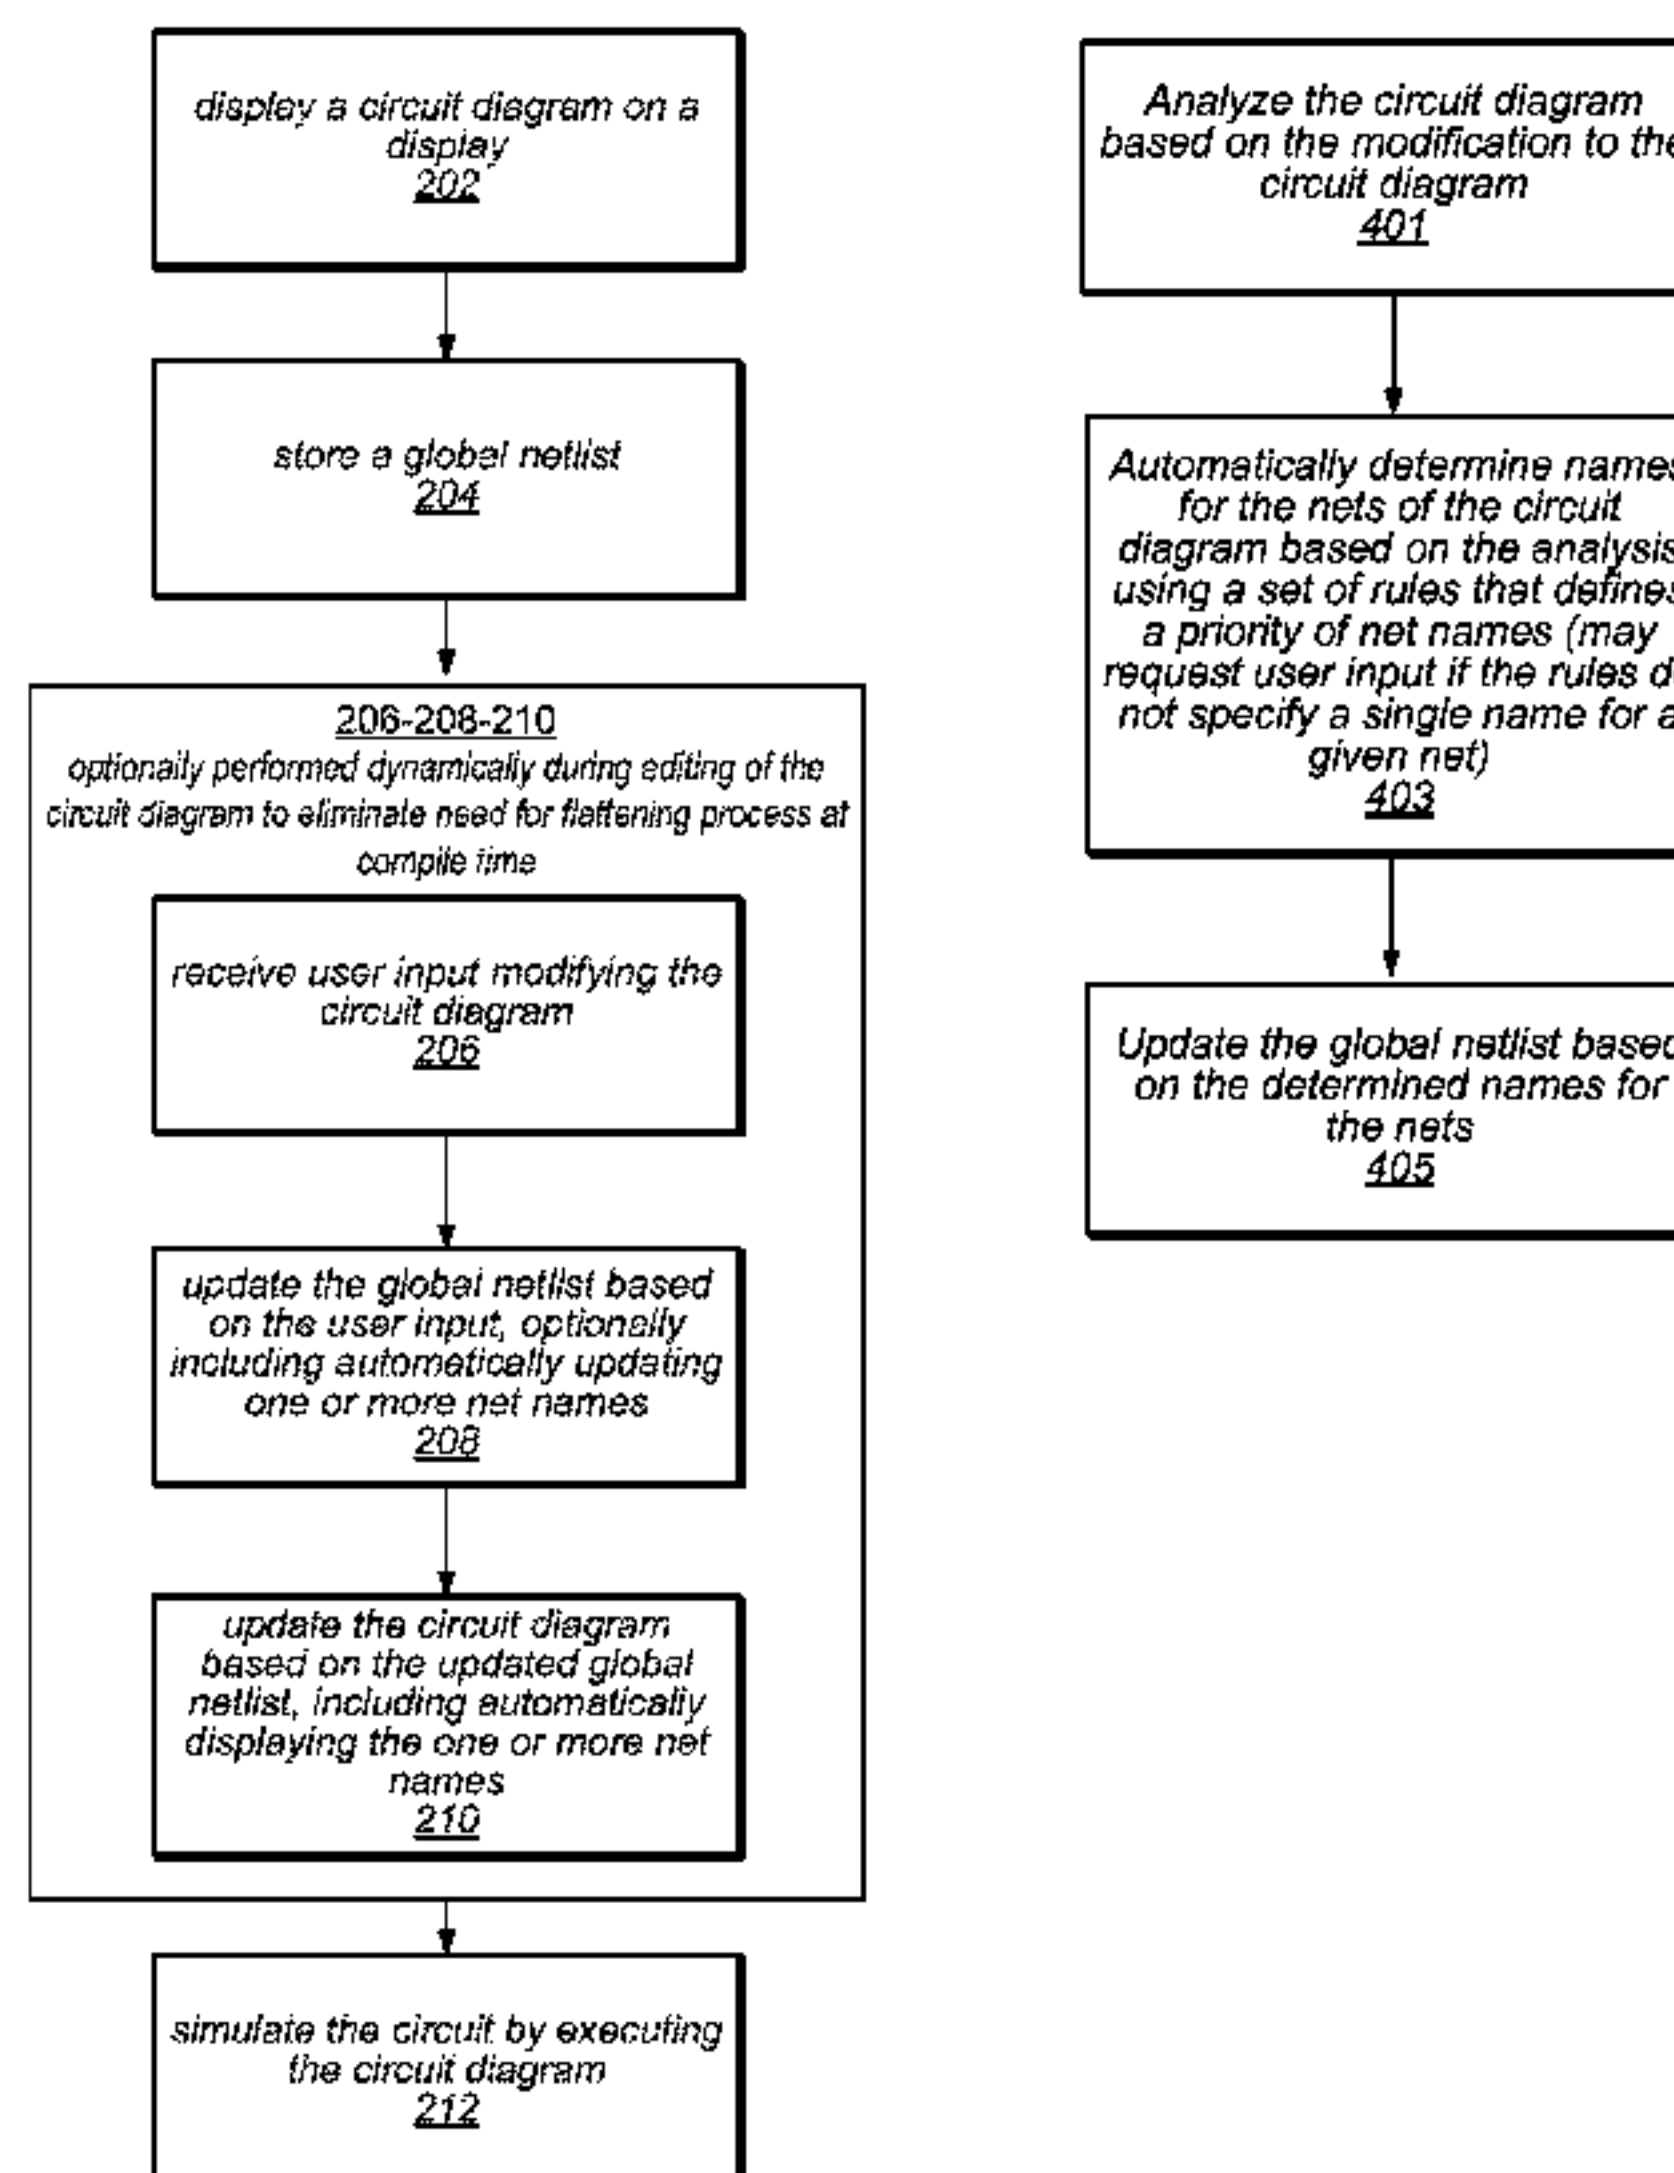 display a circuit diagram on a
display
202
store a global netlist
204
206-208-210
optionally performed dynamically during editing of the
circuit diagram to eliminate need for flattening process at
compile time
receive user input modifying the
circuit diagram
206
update the global netlist based
on the user input, optionally
including automatically updating
one or more net names
208
update the circuit diagram
based on the updated global
netlist, including automatically
displaying the one or more net
names
210
simulate the circuit by executing
the circuit diagram
212
Analyze the circuit diagram
based on the modification to the
circuit diagram
401
Automatically determine names
for the nets of the circuit
diagram based on the analysis
using a set of rules that defines
a priority of net names (may
request user input if the rules
not specify a single name for a
given net)
403
Update the global netlist based
on the determined names for
the nets
405